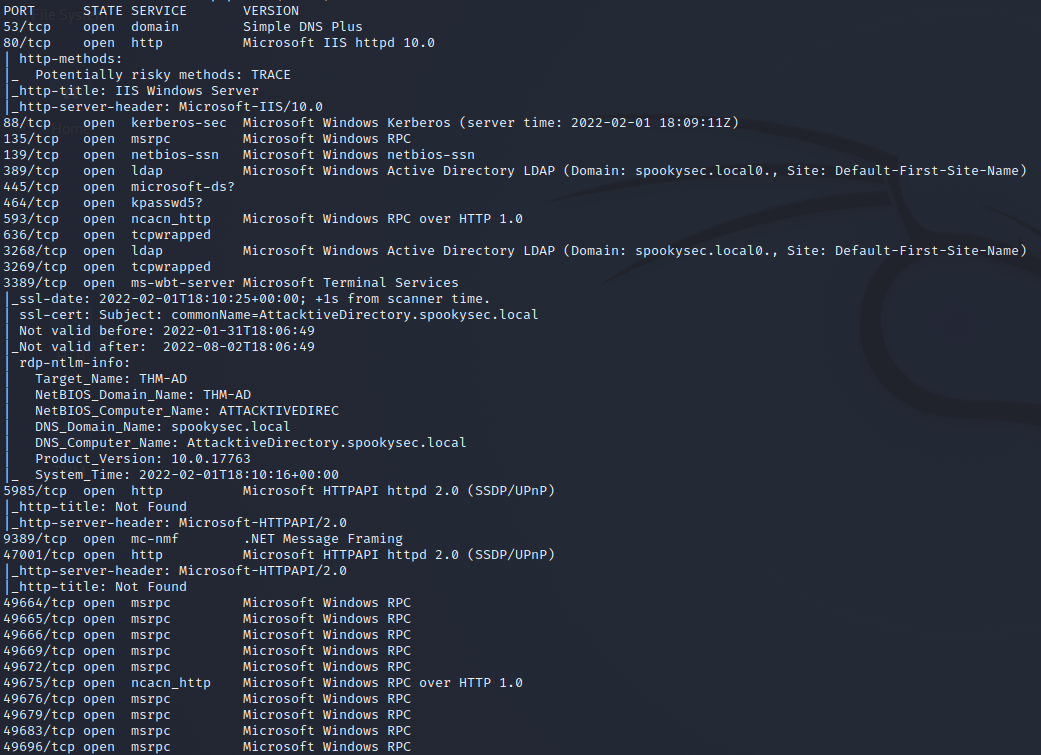 PORT      STATE SERVICE       VERSION
53/tcp    open  domain        Simple DNS Plus
80/tcp    open  http          Microsoft IIS httpd 10.0
| http-methods:
|_  Potentially risky methods: TRACE
|_http-title: IIS Windows Server
|_http-server-header: Microsoft-IIS/10.0
88/tcp    open  kerberos-sec  Microsoft Windows Kerberos (server time: 2022-02-01 18:09:11Z)
135/tcp   open  msrpc         Microsoft Windows RPC
139/tcp   open  netbios-ssn   Microsoft Windows netbios-ssn
389/tcp   open  ldap          Microsoft Windows Active Directory LDAP (Domain: spookysec.local0., Site: Default-First-Site-Name)
445/tcp   open  microsoft-ds?
464/tcp   open  kpasswd5?
593/tcp   open  ncacn_http    Microsoft Windows RPC over HTTP 1.0
636/tcp   open  tcpwrapped
3268/tcp  open  ldap          Microsoft Windows Active Directory LDAP (Domain: spookysec.local0., Site: Default-First-Site-Name)
3269/tcp  open  tcpwrapped
3389/tcp  open  ms-wbt-server Microsoft Terminal Services
|_ssl-date: 2022-02-01T18:10:25+00:00; +1s from scanner time.
| ssl-cert: Subject: commonName=AttacktiveDirectory.spookysec.local
| Not valid before: 2022-01-31T18:06:49
|_Not valid after:  2022-08-02T18:06:49
| rdp-ntlm-info:
|   Target_Name: THM-AD
|   NetBIOS_Domain_Name: THM-AD
|   NetBIOS_Computer_Name: ATTACKTIVEDIREC
|   DNS_Domain_Name: spookysec.local
|   DNS_Computer_Name: AttacktiveDirectory.spookysec.local
|   Product_Version: 10.0.17763
|_  System_Time: 2022-02-01T18:10:16+00:00
5985/tcp  open  http          Microsoft HTTPAPI httpd 2.0 (SSDP/UPnP)
|_http-title: Not Found
|_http-server-header: Microsoft-HTTPAPI/2.0
9389/tcp  open  mc-nmf        .NET Message Framing
47001/tcp open  http          Microsoft HTTPAPI httpd 2.0 (SSDP/UPnP)
|_http-server-header: Microsoft-HTTPAPI/2.0
|_http-title: Not Found
49664/tcp open  msrpc         Microsoft Windows RPC
49665/tcp open  msrpc         Microsoft Windows RPC
49666/tcp open  msrpc         Microsoft Windows RPC
49669/tcp open  msrpc         Microsoft Windows RPC
49672/tcp open  msrpc         Microsoft Windows RPC
49675/tcp open  ncacn_http    Microsoft Windows RPC over HTTP 1.0
49676/tcp open  msrpc         Microsoft Windows RPC
49679/tcp open  msrpc         Microsoft Windows RPC
49683/tcp open  msrpc         Microsoft Windows RPC
49696/tcp open  msrpc         Microsoft Windows RPC